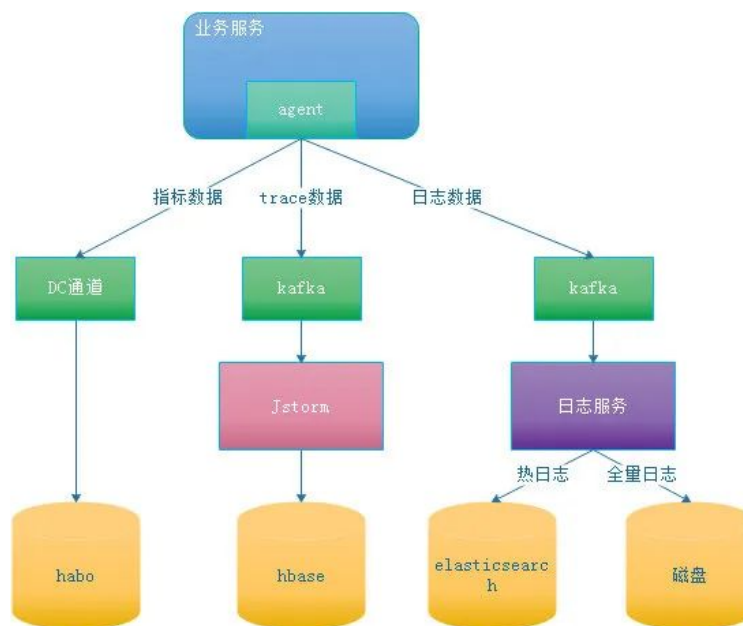 业务服务
agent
指标数据
trace数据
日志数据
DC通道
kafka
kafka
Jstorm
日志服务
热日志
全量日志
habo
hbase
elasticsearc
h
磁盘